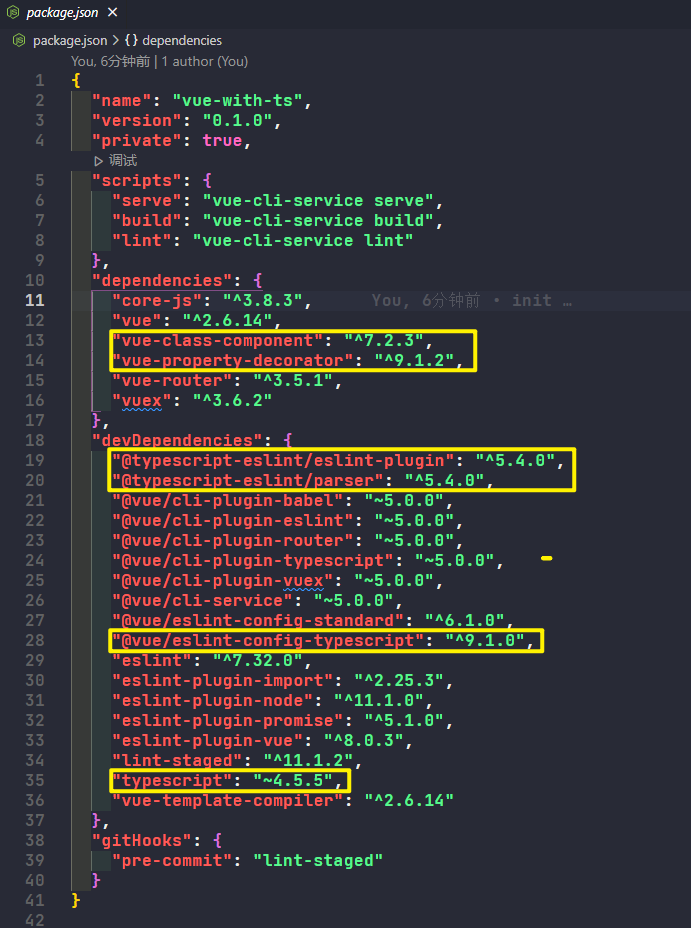 package.json
package.json > {} dependencies
You, 6分钟前 | 1 author (You)
1 {
2 "name": "vue-with-ts",
3 "version": "0.1.0",
4 "private": true,
调试
5 "scripts": {
6 "serve": "vue-cli-service serve",
7 "build": "vue-cli-service build",
8 "lint": "vue-cli-service lint"
9 },
10 "dependencies": {
11 "core-js": "^3.8.3", You, 6分钟前 • init …
12 "vue": "^2.6.14",
13 "vue-class-component": "^7.2.3",
14 "vue-property-decorator": "^9.1.2",
15 "vue-router": "^3.5.1",
16 "vuex": "^3.6.2"
17 },
18 "devDependencies": {
19 "@typescript-eslint/eslint-plugin": "^5.4.0",
20 "@typescript-eslint/parser": "^5.4.0",
21 "@vue/cli-plugin-babel": "~5.0.0",
22 "@vue/cli-plugin-eslint": "~5.0.0",
23 "@vue/cli-plugin-router": "~5.0.0",
24 "@vue/cli-plugin-typescript": "~5.0.0",
25 "@vue/cli-plugin-vuex": "~5.0.0",
26 "@vue/cli-service": "~5.0.0",
27 "@vue/eslint-config-standard": "^6.1.0",
28 "@vue/eslint-config-typescript": "^9.1.0",
29 "eslint": "^7.32.0",
30 "eslint-plugin-import": "^2.25.3",
31 "eslint-plugin-node": "^11.1.0",
32 "eslint-plugin-promise": "^5.1.0",
33 "eslint-plugin-vue": "^8.0.3",
34 "lint-staged": "^11.1.2",
35 "typescript": "~4.5.5",
36 "vue-template-compiler": "^2.6.14"
37 },
38 "gitHooks": {
39 "pre-commit": "lint-staged"
40 }
41 }
42